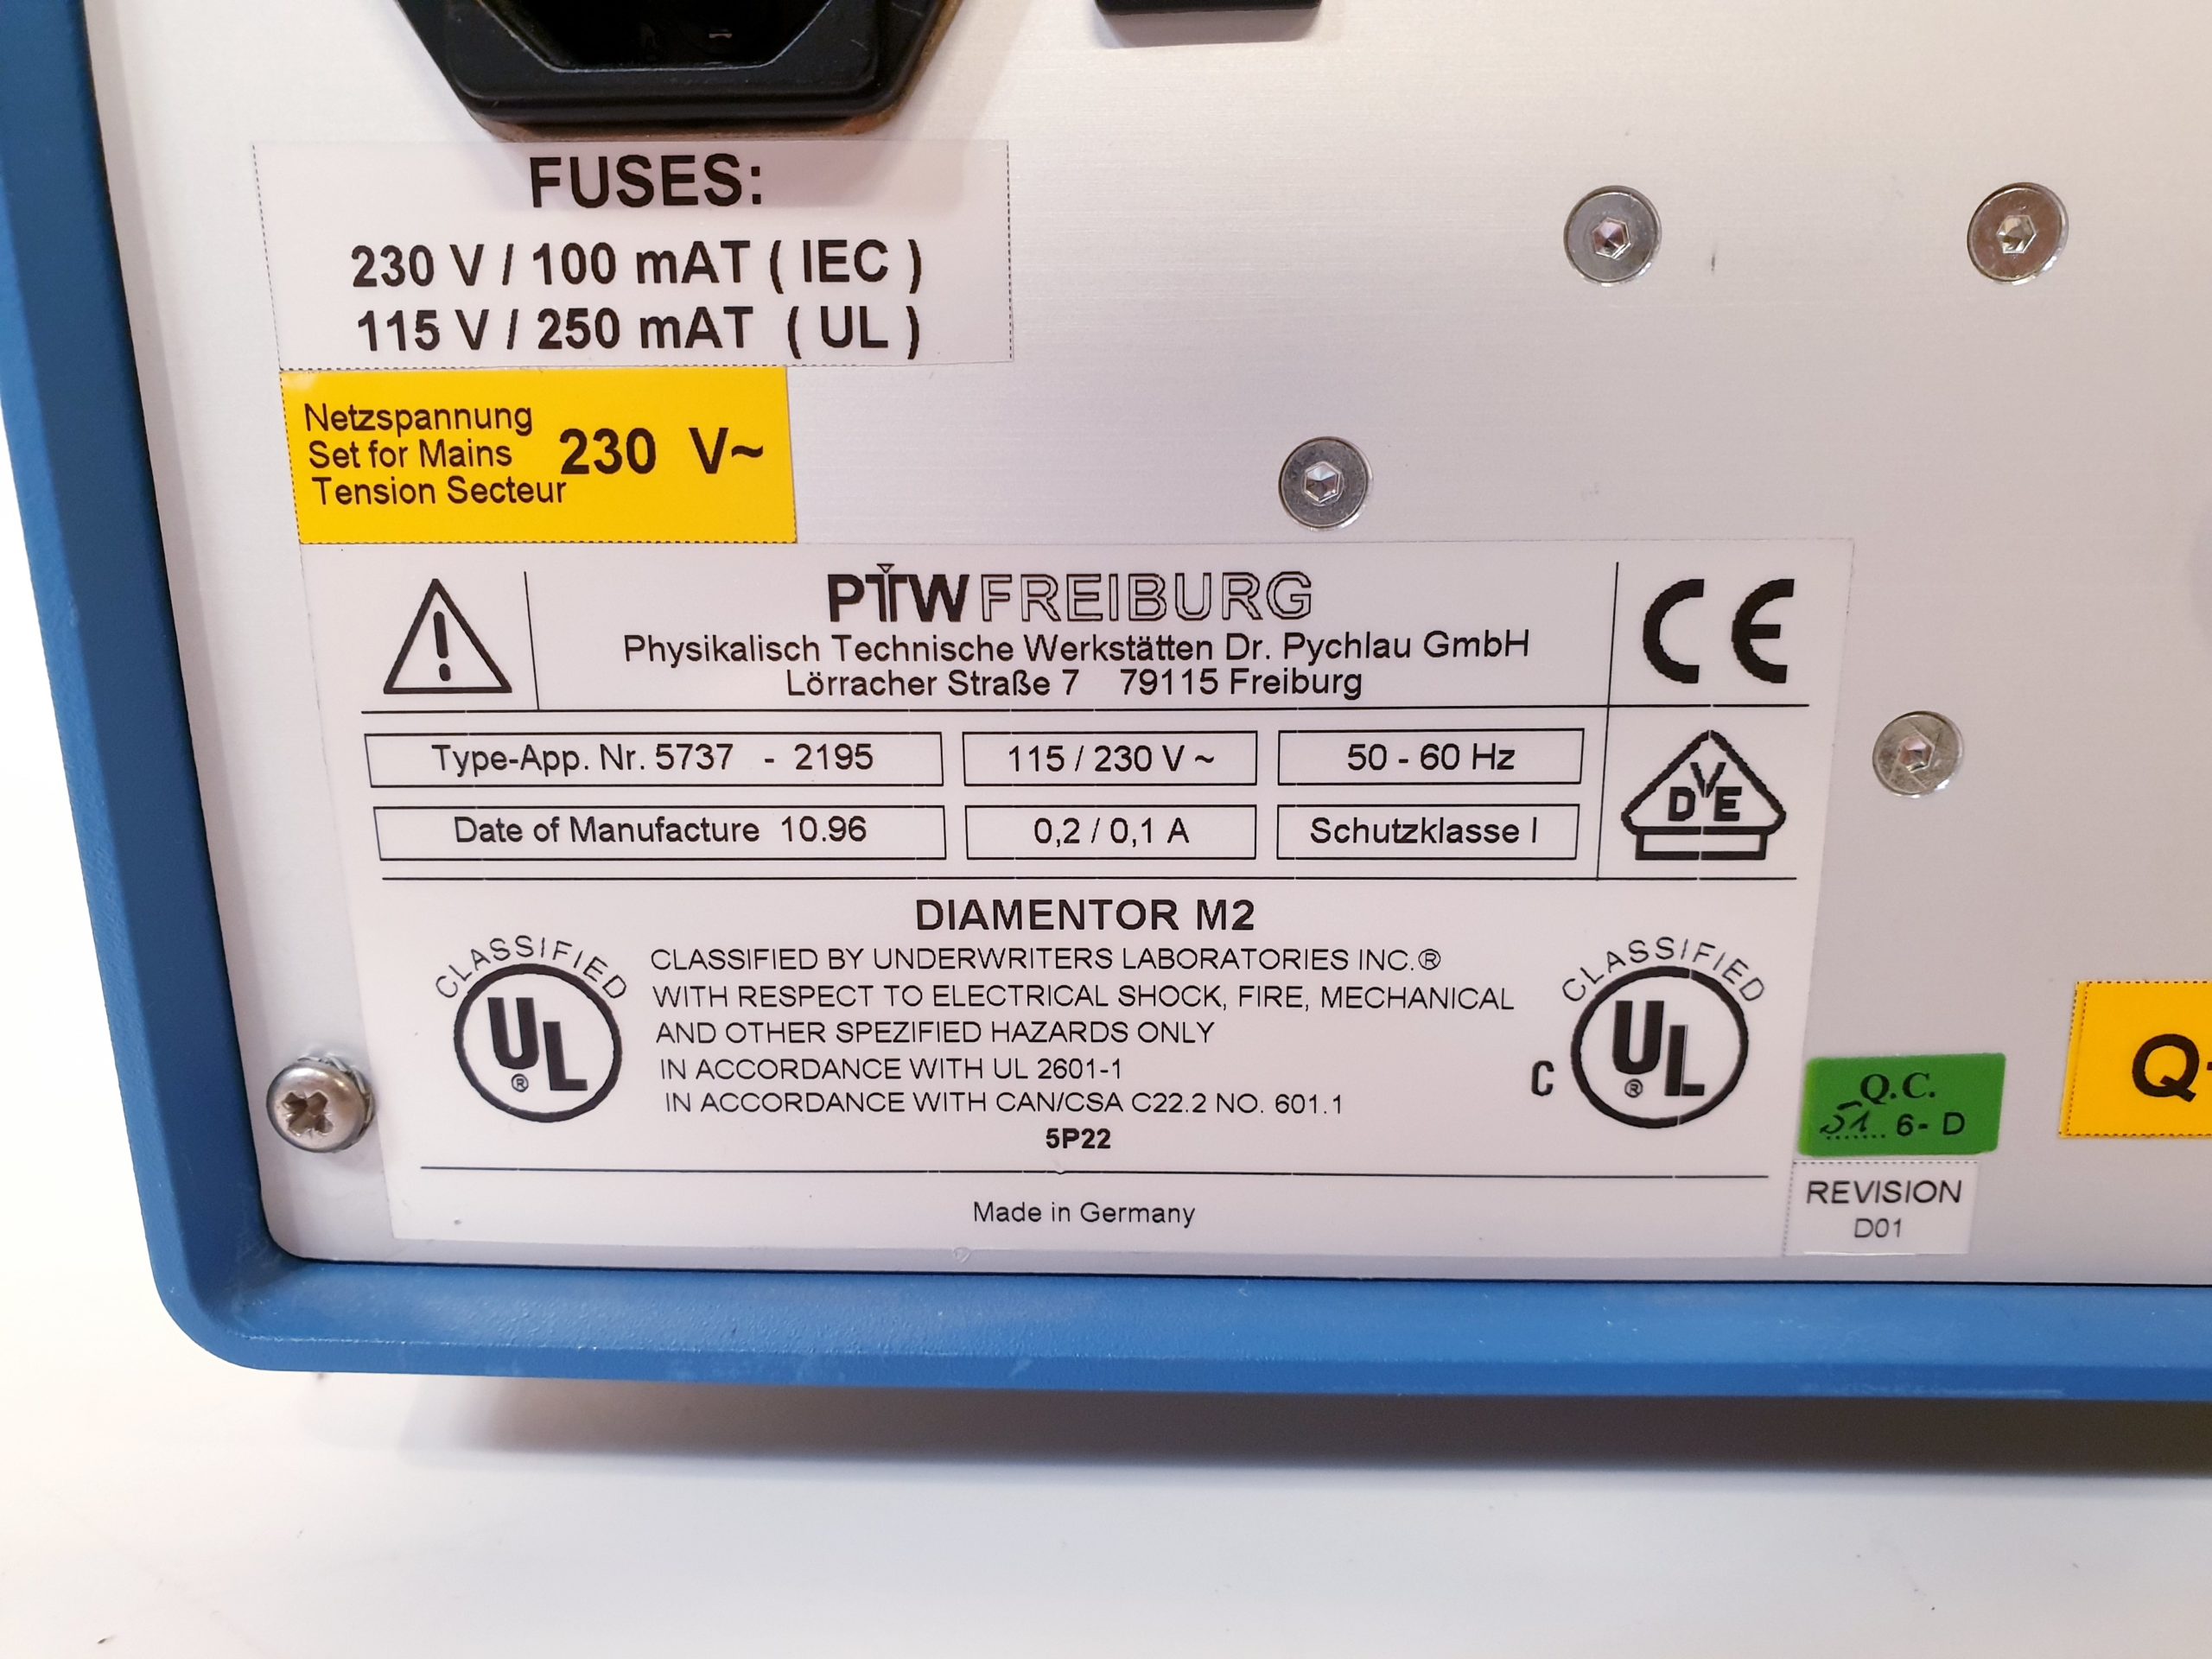 FUSES:
230 V / 100 mAT ( IEC )
115 V / 250 mAT ( UL )
Netzspannung
Set for Mains
Tension Secteur
230 V~
PTW FREIBURG
Physikalisch Technische Werkstätten Dr. Pychlau GmbH
Lörracher Straße 7 79115 Freiburg
CE
Type-App. Nr. 5737 - 2195
115 / 230 V ~
50 - 60 Hz
Date of Manufacture 10.96
0,2 / 0,1 A
Schutzklasse I
DVE
DIAMENTOR M2
CLASSIFIED
UL
®
CLASSIFIED BY UNDERWRITERS LABORATORIES INC.®
WITH RESPECT TO ELECTRICAL SHOCK, FIRE, MECHANICAL
AND OTHER SPEZIFIED HAZARDS ONLY
IN ACCORDANCE WITH UL 2601-1
IN ACCORDANCE WITH CAN/CSA C22.2 NO. 601.1
5P22
CLASSIFIED
C UL
®
Made in Germany
Q.C.
6- D
REVISION
D01